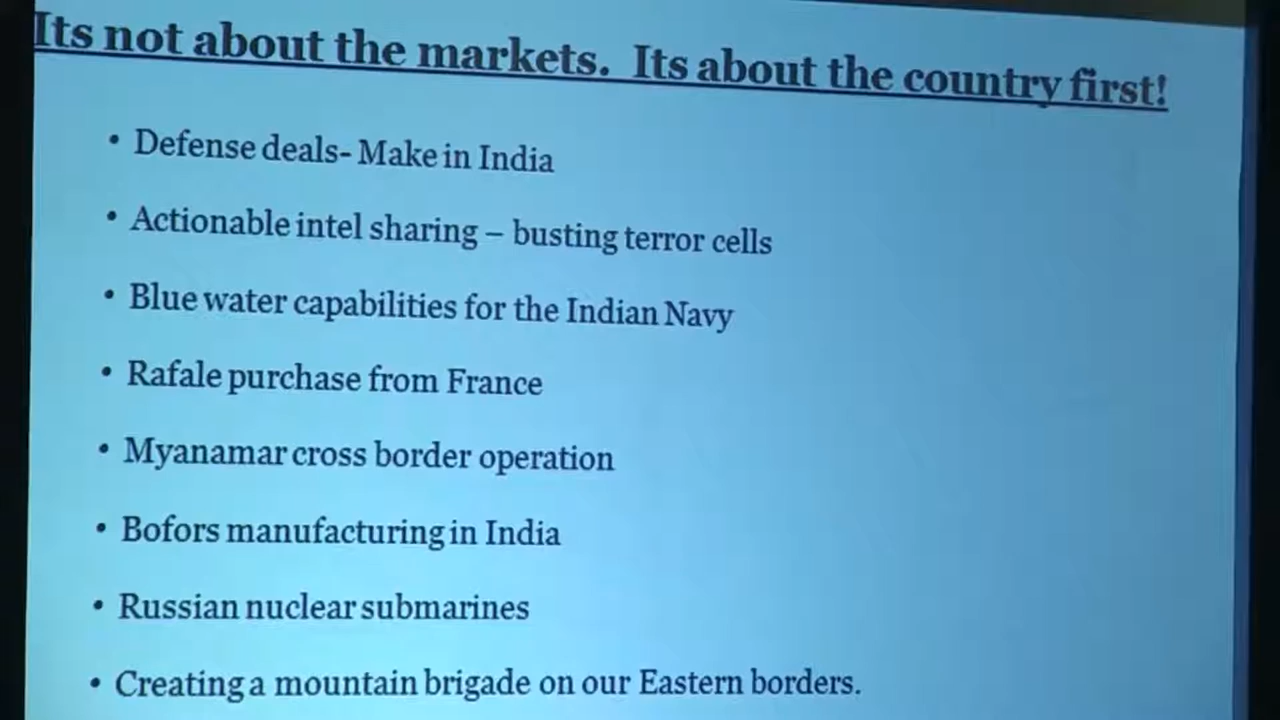 Its not about the markets. Its about the country first!
• Defense deals- Make in India
• Actionable intel sharing – busting terror cells
• Blue water capabilities for the Indian Navy
• Rafale purchase from France
• Myanamar cross border operation
• Bofors manufacturing in India
• Russian nuclear submarines
• Creating a mountain brigade on our Eastern borders.